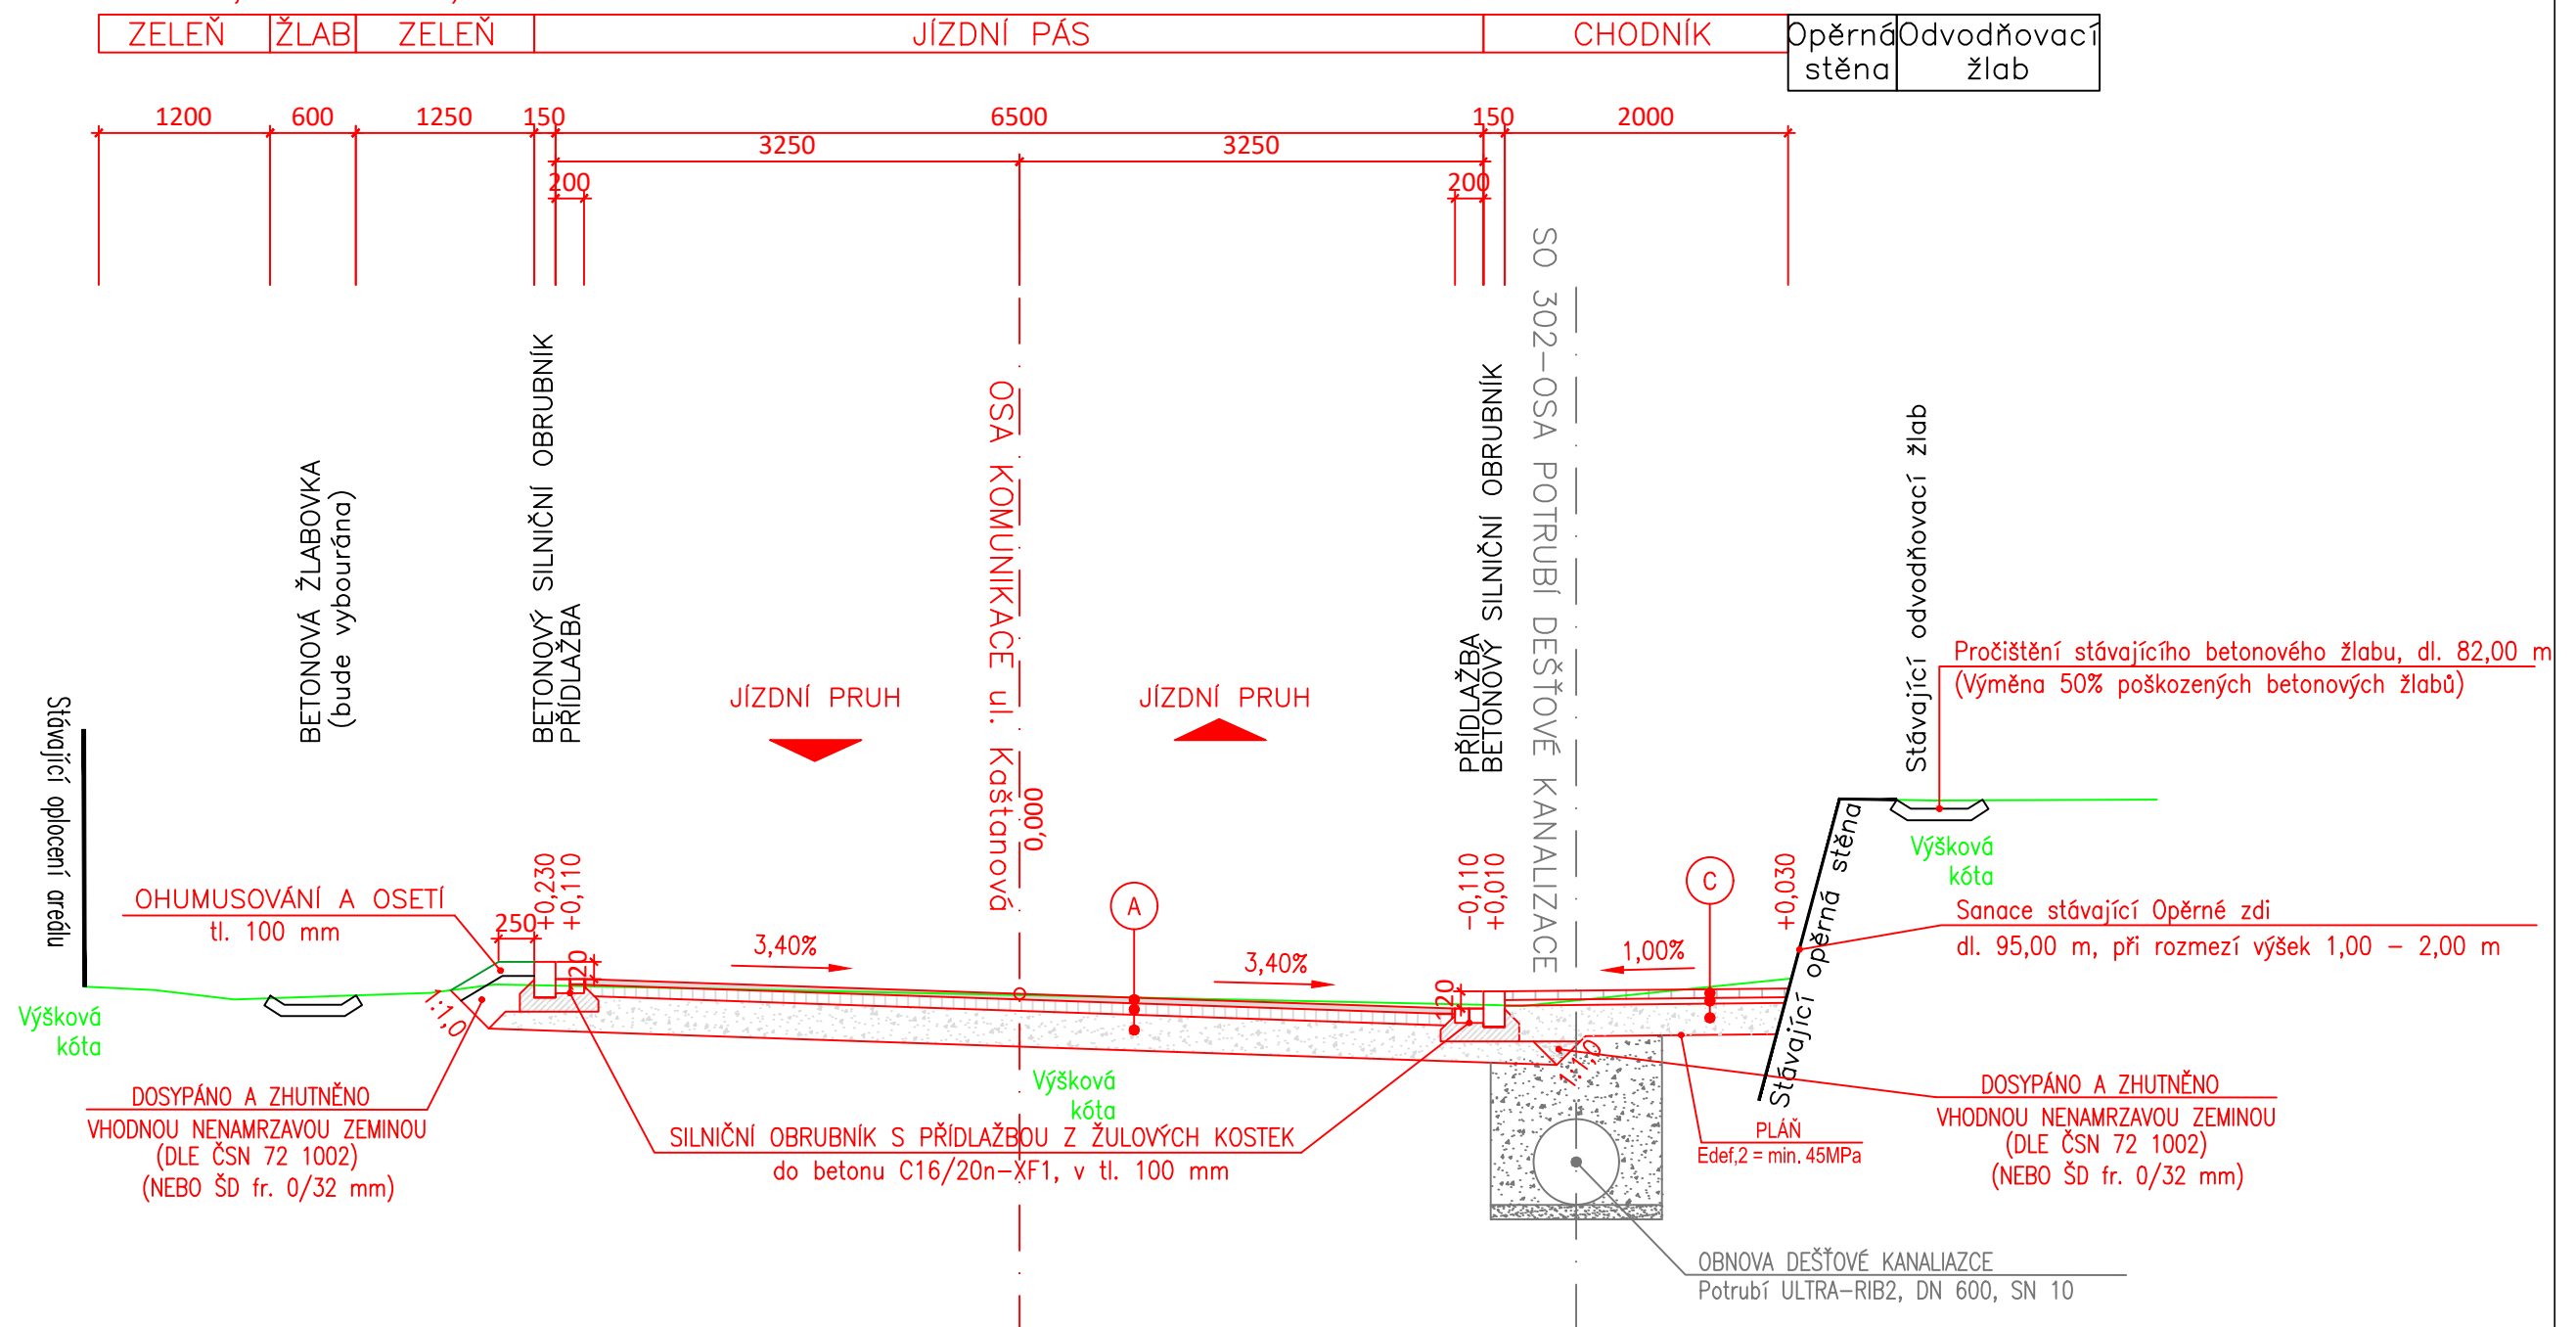 ZELEŇ
ŽLAB
ZELEŇ
JÍZDNÍ PÁS
CHODNÍK
Opěrná
stěna
Odvodňovací
žlab
1200
600
1250
150
6500
150
2000
3250
3250
200
200
BETONOVÁ ŽLABOVKA
(bude vybourána)
BETONOVÝ SILNIČNÍ OBRUBNÍK
PŘÍDLAŽBA
OSA KOMUNIKACE ul. Kaštanová
0,000
PŘÍDLAŽBA
BETONOVÝ SILNIČNÍ OBRUBNÍK
SO 302-OSA POTRUBÍ DEŠŤOVÉ KANALIZACE
Stávající odvodňovací žlab
Stávající oplocení areálu
JÍZDNÍ PRUH
JÍZDNÍ PRUH
Pročištění stávajícího betonového žlabu, dl. 82,00 m
(Výměna 50% poškozených betonových žlabů)
Výšková
kóta
OHUMUSOVÁNÍ A OSETÍ
tl. 100 mm
250
+0,230
+0,110
120
3,40%
A
3,40%
-0,110
+0,010
120
1,00%
C
+0,030
Stávající opěrná stěna
Sanace stávající Opěrné zdi
dl. 95,00 m, při rozmezí výšek 1,00 – 2,00 m
Výšková
kóta
1:1,0
Výšková
kóta
1:1,0
DOSYPÁNO A ZHUTNĚNO
VHODNOU NENAMRZAVOU ZEMINOU
(DLE ČSN 72 1002)
(NEBO ŠD fr. 0/32 mm)
SILNIČNÍ OBRUBNÍK S PŘÍDLAŽBOU Z ŽULOVÝCH KOSTEK
do betonu C16/20n-XF1, v tl. 100 mm
PLÁŇ
Edef,2 = min. 45MPa
DOSYPÁNO A ZHUTNĚNO
VHODNOU NENAMRZAVOU ZEMINOU
(DLE ČSN 72 1002)
(NEBO ŠD fr. 0/32 mm)
OBNOVA DEŠŤOVÉ KANALIAZCE
Potrubí ULTRA-RIB2, DN 600, SN 10